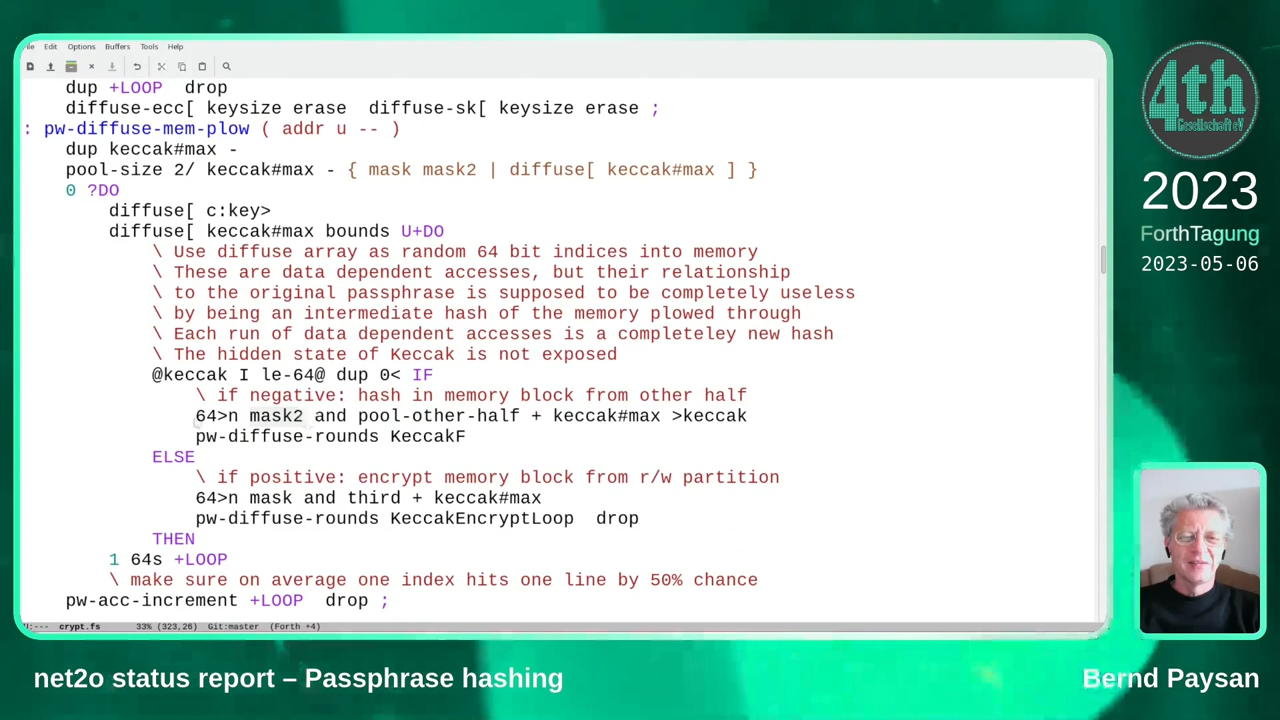 ile Edit Options Buffers Tools Help
dup +LOOP drop
diffuse-ecc[ keysize erase diffuse-sk[ keysize erase ;
: pw-diffuse-mem-plow ( addr u -- )
dup keccak#max -
pool-size 2/ keccak#max - { mask mask2 | diffuse[ keccak#max ] }
0 ?DO
diffuse[ c:key>
diffuse[ keccak#max bounds U+DO
\ Use diffuse array as random 64 bit indices into memory
\ These are data dependent accesses, but their relationship
\ to the original passphrase is supposed to be completely useless
\ by being an intermediate hash of the memory plowed through
\ Each run of data dependent accesses is a completeley new hash
\ The hidden state of Keccak is not exposed
@keccak I le-64@ dup 0< IF
\ if negative: hash in memory block from other half
64>n mask2 and pool-other-half + keccak#max >keccak
pw-diffuse-rounds KeccakF
ELSE
\ if positive: encrypt memory block from r/w partition
64>n mask and third + keccak#max
pw-diffuse-rounds KeccakEncryptLoop drop
THEN
1 64s +LOOP
\ make sure on average one index hits one line by 50% chance
pw-acc-increment +LOOP drop ;
U:--- crypt.fs 33% (323,26) Git:master (Forth +4)
4th
Gesellschaft eV
2023
ForthTagung
2023-05-06
net2o status report – Passphrase hashing
Bernd Paysan